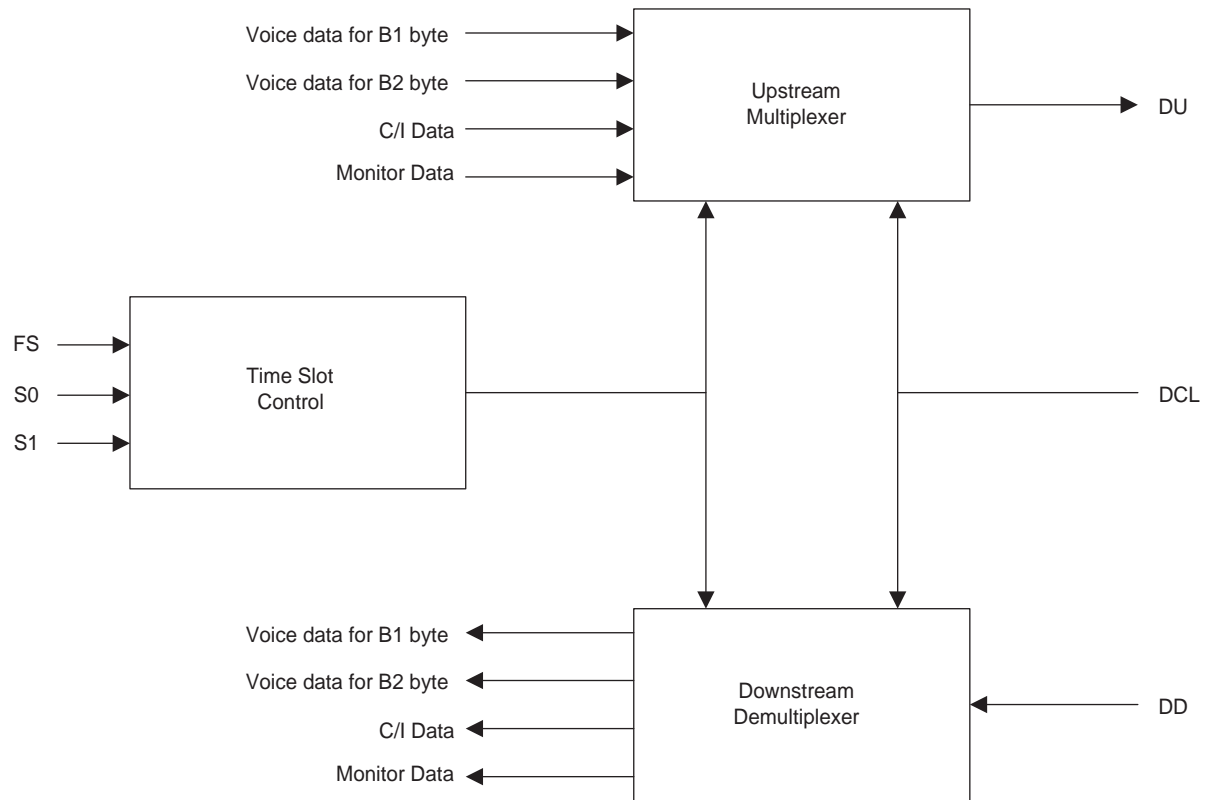 Voice data for B1 byte
Voice data for B2 byte
C/I Data
Monitor Data
Upstream
Multiplexer
DU
FS
S0
S1
Time Slot
Control
DCL
Voice data for B1 byte
Voice data for B2 byte
C/I Data
Monitor Data
Downstream
Demultiplexer
DD